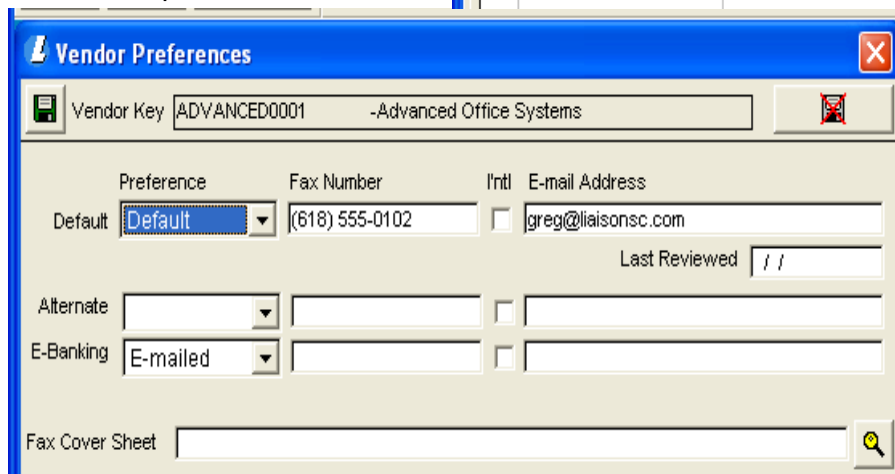 Vendor Preferences
Vendor Key ADVANCED0001 -Advanced Office Systems
Preference Fax Number I'ntl E-mail Address
Default Default (618) 555-0102 greg@liaisonsc.com
Last Reviewed / /
Alternate
E-Banking E-mailed
Fax Cover Sheet